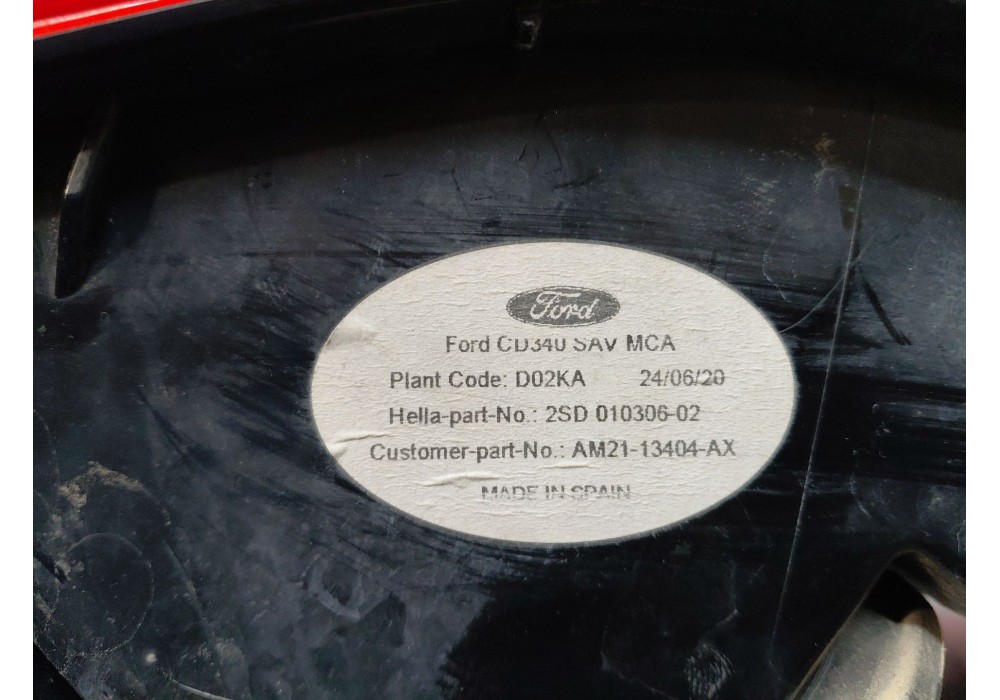 Ford
Ford CD340 SAV MCA
Plant Code: D02KA 24/06/20
Hella-part-No.: 2SD 010306-02
Customer-part-No.: AM21-13404-AX
MADE IN SPAIN